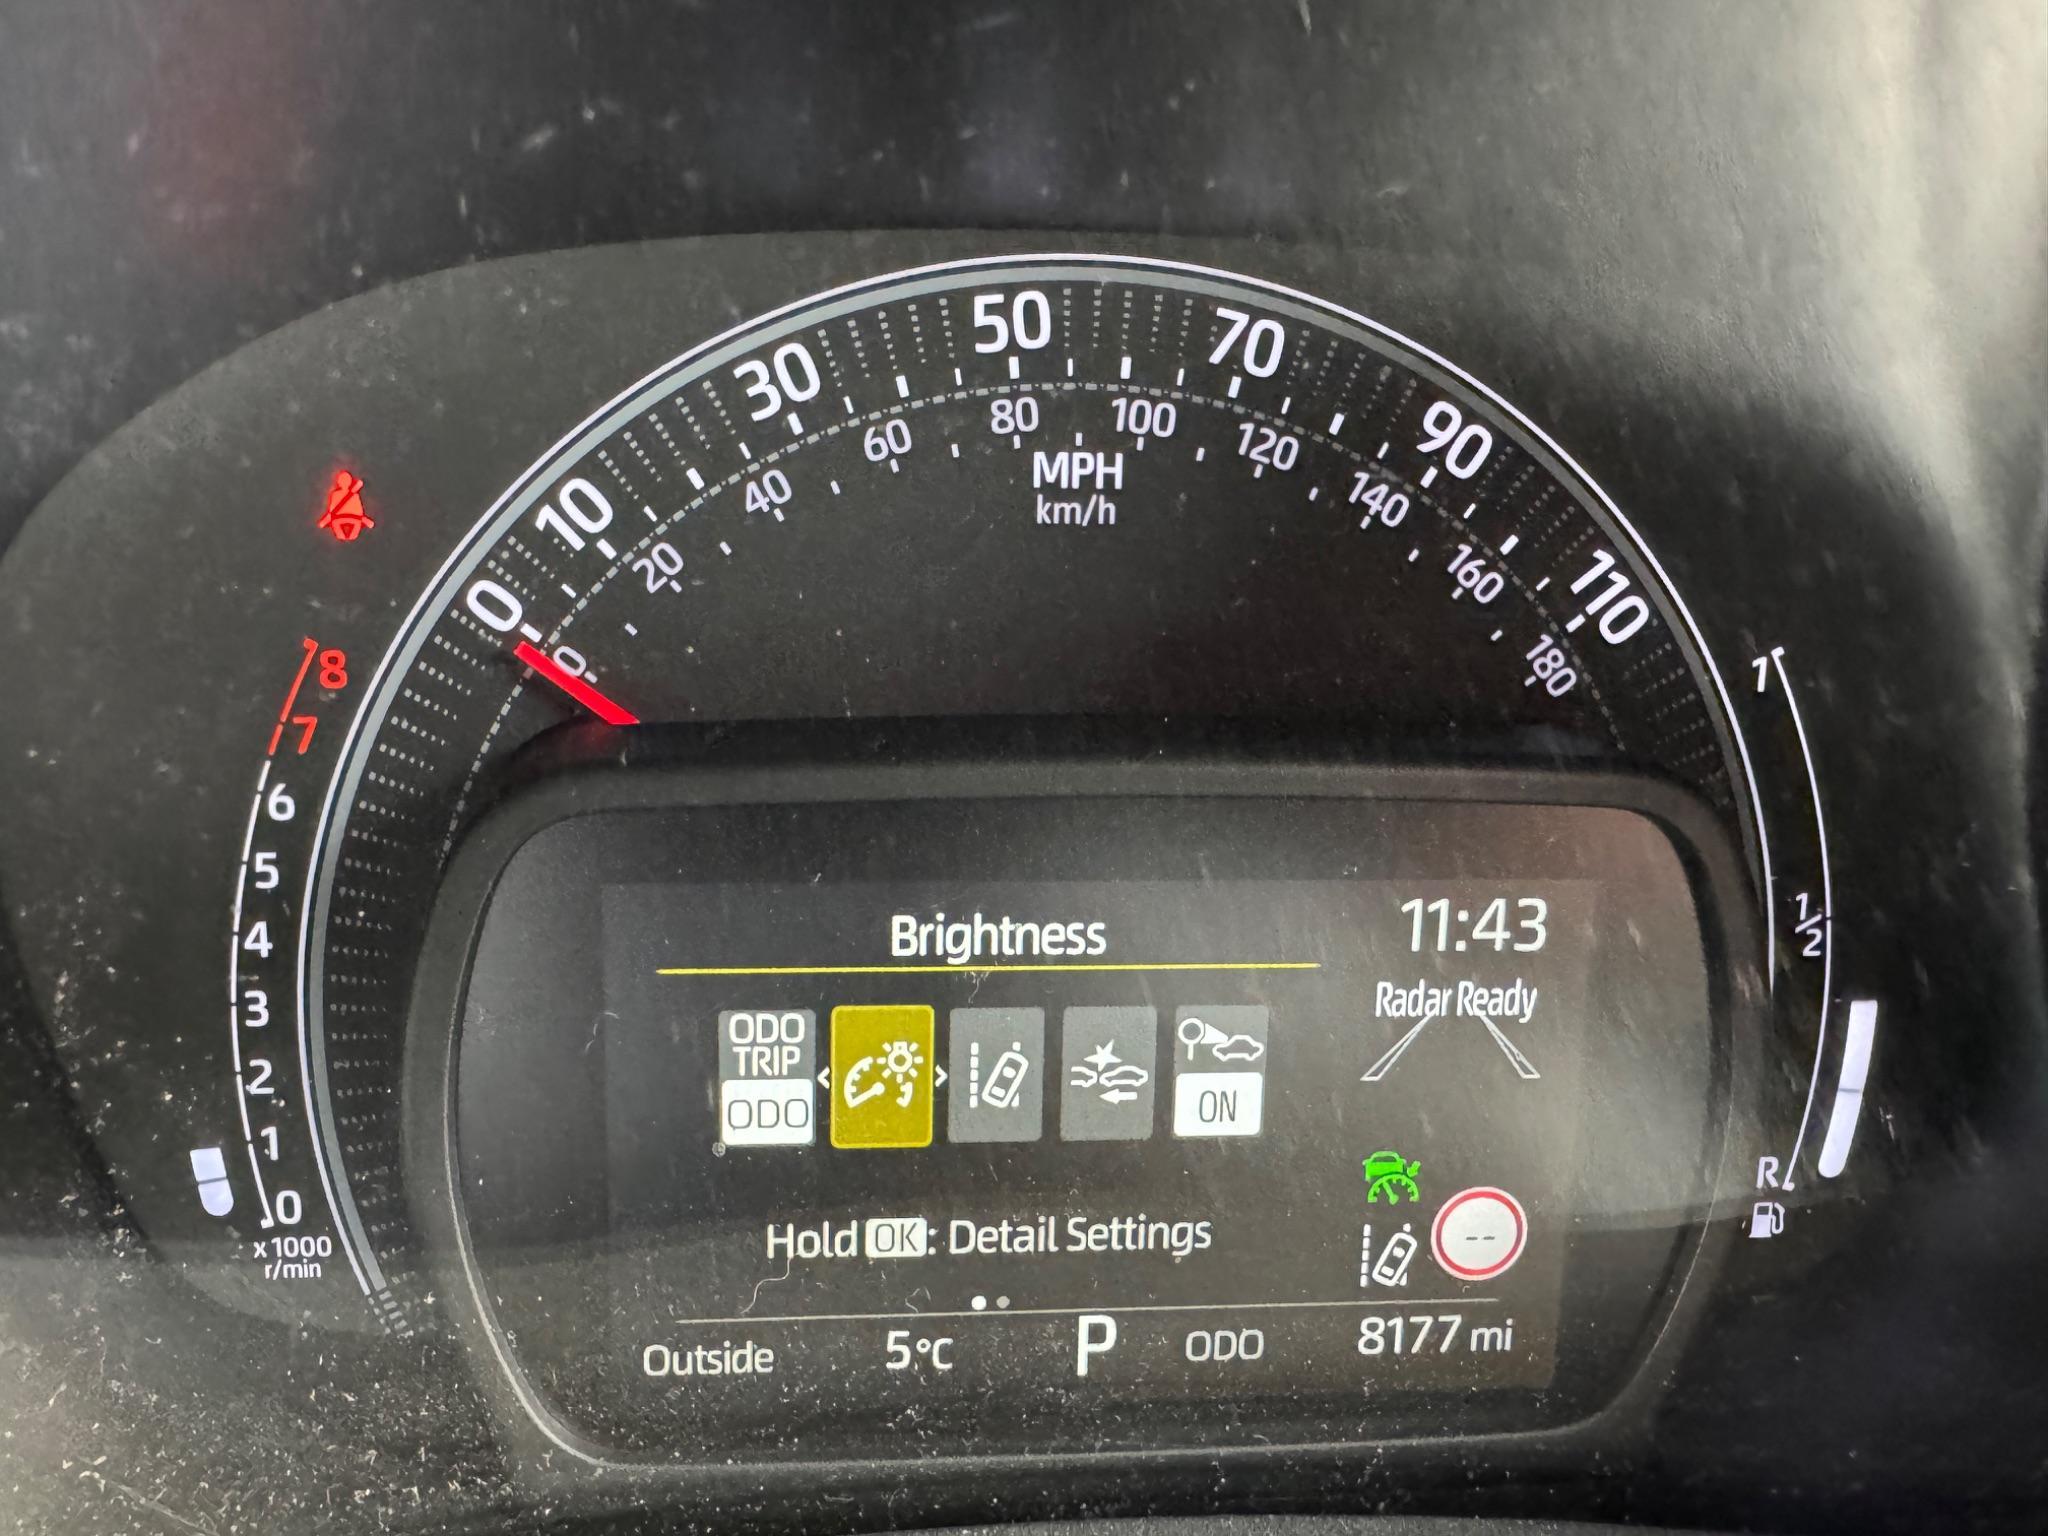 0 10 30 50 70 90 110
0 20 40 60 80 100 120 140 160 180
MPH
km/h
8
7
6
5
4
3
2
1
0
x 1000
r/min
1
1/2
R
Brightness
11:43
Radar Ready
ODO
TRIP
ODO
ON
Hold OK: Detail Settings
--
Outside 5°C P ODO 8177 mi